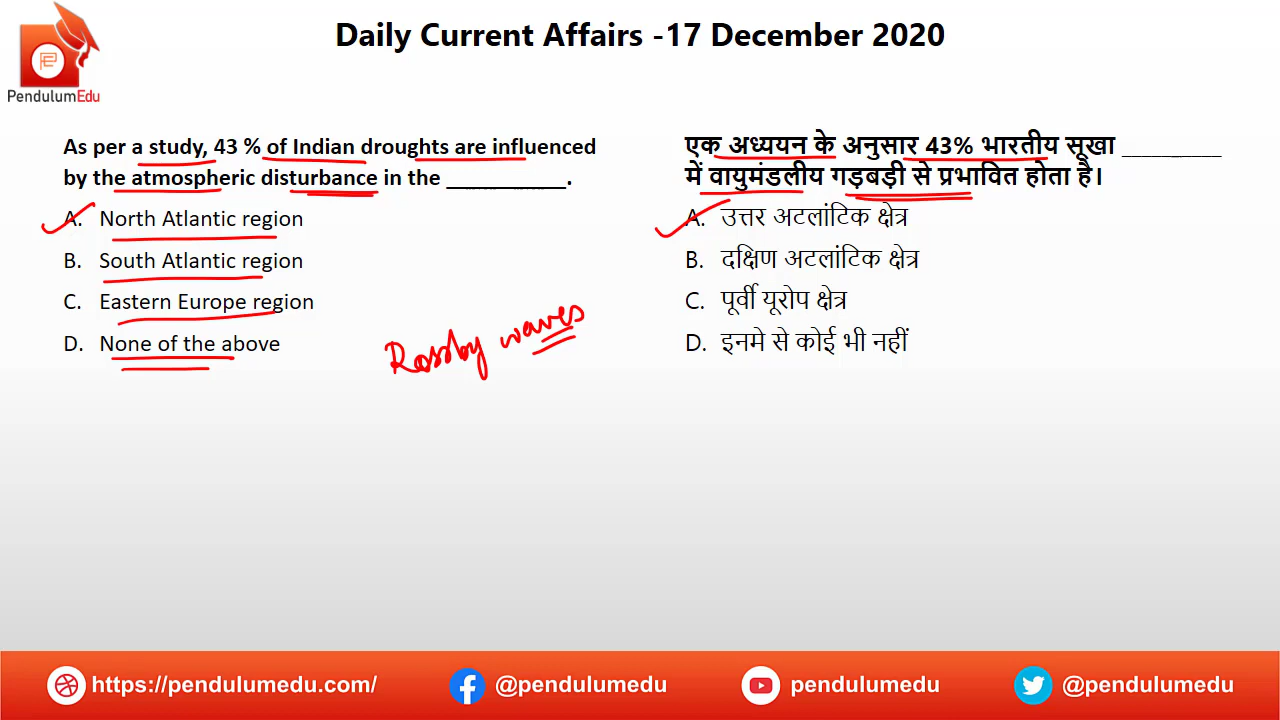 Daily Current Affairs -17 December 2020
PendulumEdu
As per a study, 43 % of Indian droughts are influenced
by the atmospheric disturbance in the ____________.
A. North Atlantic region
B. South Atlantic region
C. Eastern Europe region
D. None of the above
Rossby waves
एक अध्ययन के अनुसार 43% भारतीय सूखा __________
में वायुमंडलीय गड़बड़ी से प्रभावित होता है।
A. उत्तर अटलांटिक क्षेत्र
B. दक्षिण अटलांटिक क्षेत्र
C. पूर्वी यूरोप क्षेत्र
D. इनमे से कोई भी नहीं
https://pendulumedu.com/ @pendulumedu pendulumedu @pendulumedu